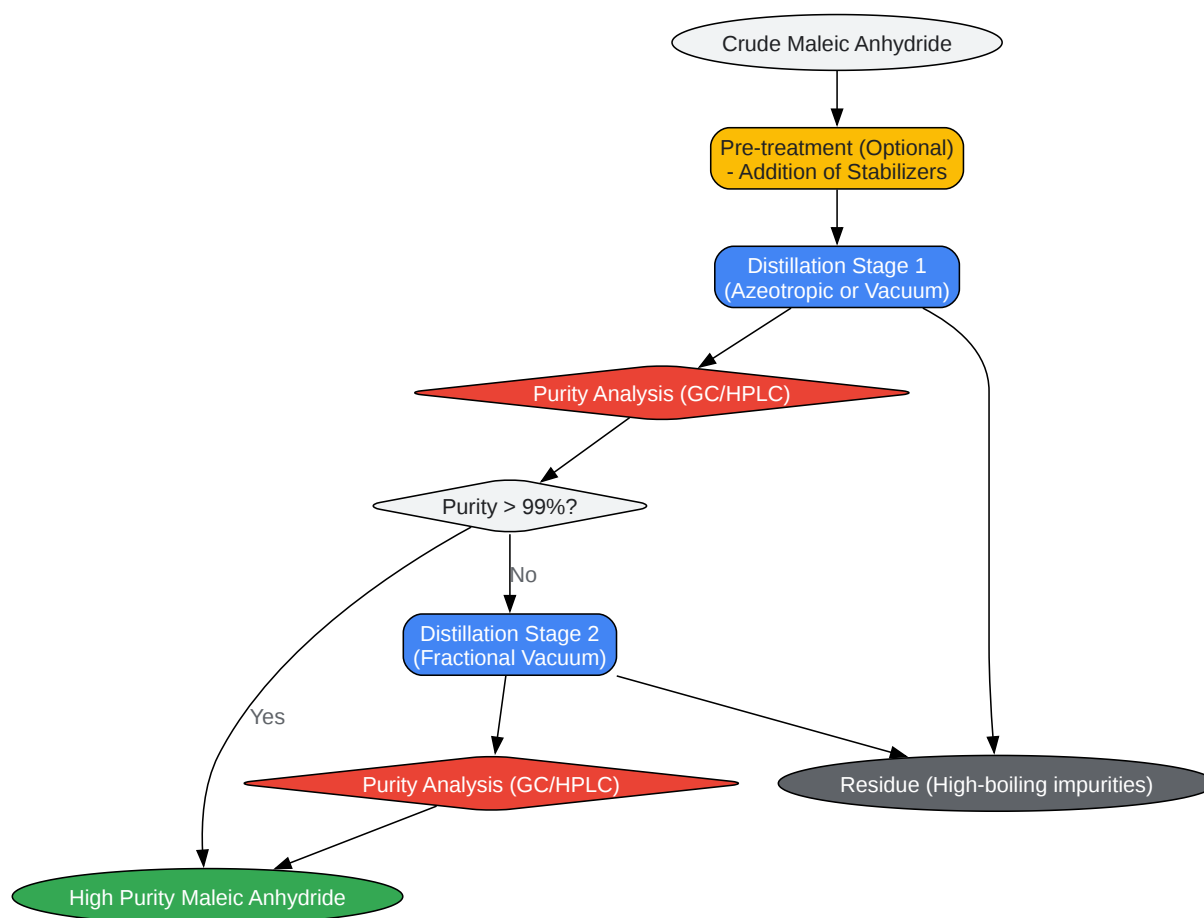 Crude Maleic Anhydride
Pre-treatment (Optional)
- Addition of Stabilizers
Distillation Stage 1
(Azeotropic or Vacuum)
Purity Analysis (GC/HPLC)
Purity > 99%?
No
Distillation Stage 2
(Fractional Vacuum)
Yes
Purity Analysis (GC/HPLC)
Residue (High-boiling impurities)
High Purity Maleic Anhydride